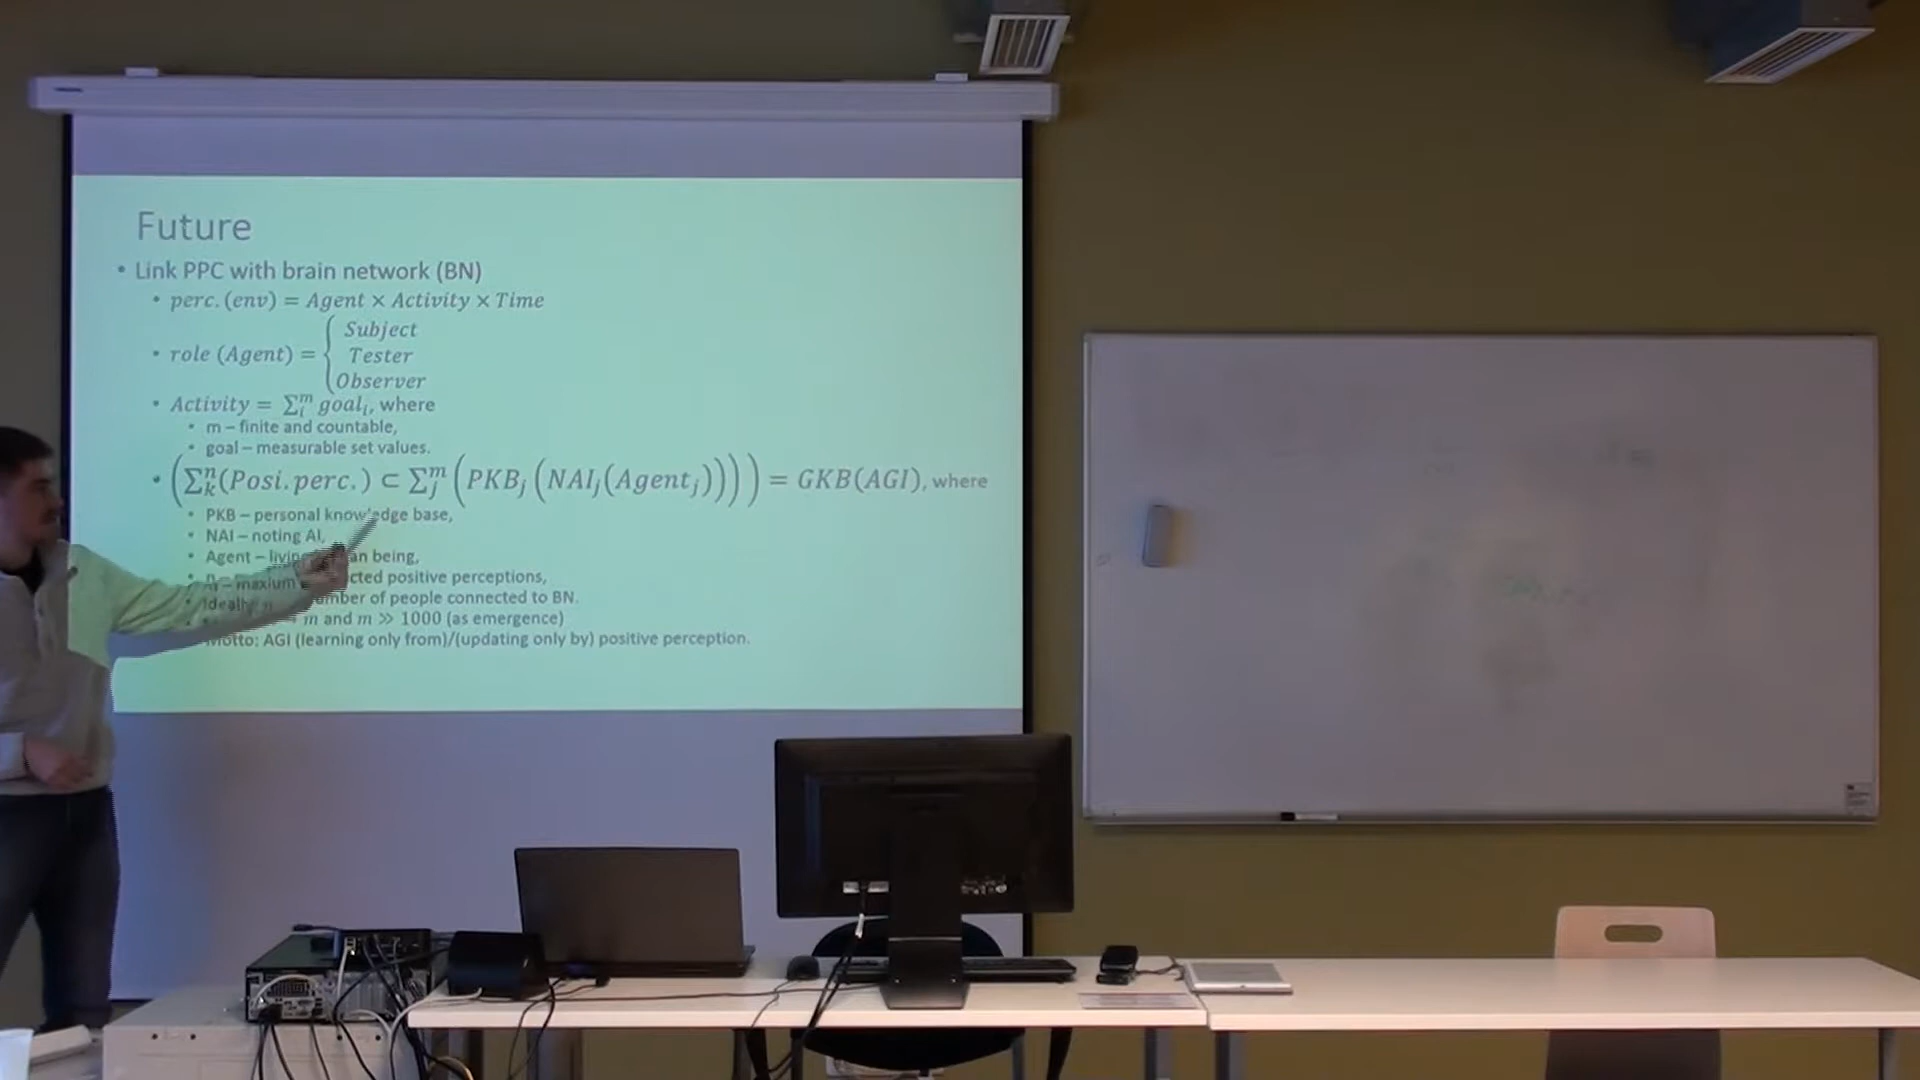 Future
• Link PPC with brain network (BN)
• perc.(env) = Agent × Activity × Time
• role (Agent) = { Subject
Tester
Observer
• Activity = ∑ᵢᵐ goalᵢ, where
• m – finite and countable,
• goal – measurable set values.
• (∑ₖⁿ(Posi.perc.) ⊂ ∑ⱼᵐ(PKBⱼ(NAIⱼ(Agentⱼ)))) = GKB(AGI), where
• PKB – personal knowledge base,
• NAI – noting AI,
• Agent – being,
– maxium positive perceptions,
of people connected to BN.
m and m ≫ 1000 (as emergence)
Motto: AGI (learning only from)/(updating only by) positive perception.